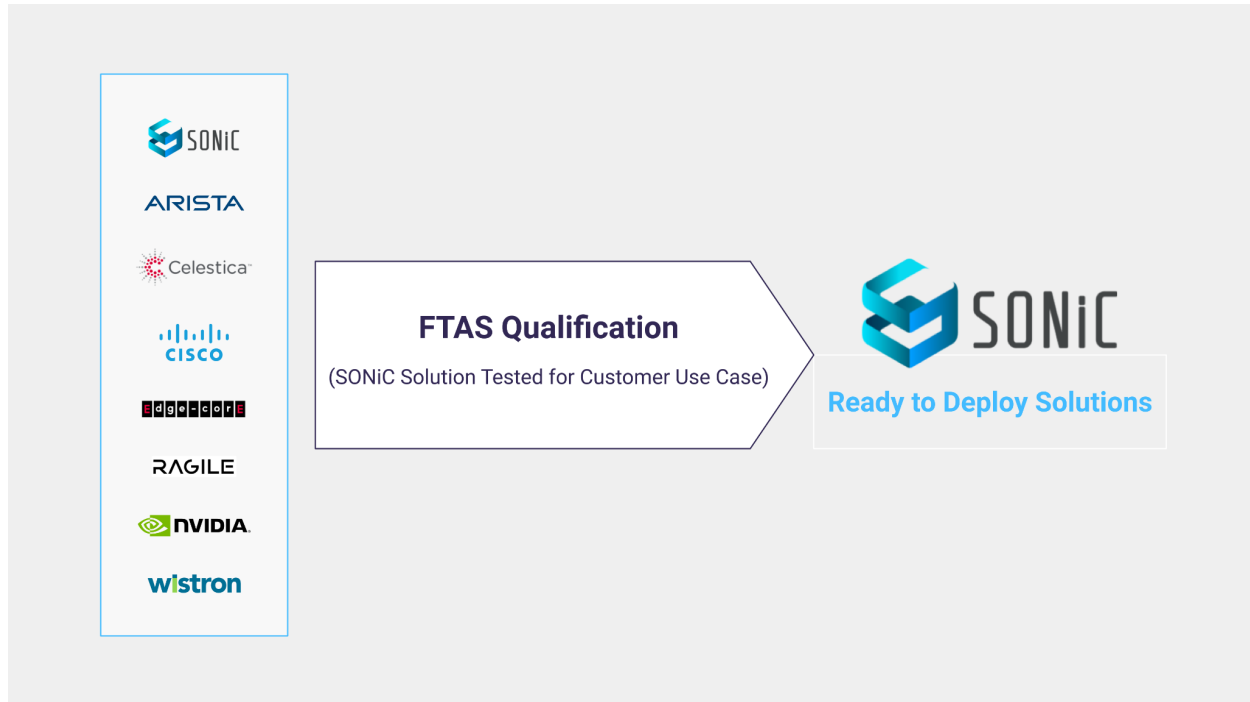 SONiC
ARISTA
Celestica™
CISCO
Edge-corE
RAGILE
NVIDIA.
wistron
FTAS Qualification
(SONiC Solution Tested for Customer Use Case)
SONiC
Ready to Deploy Solutions